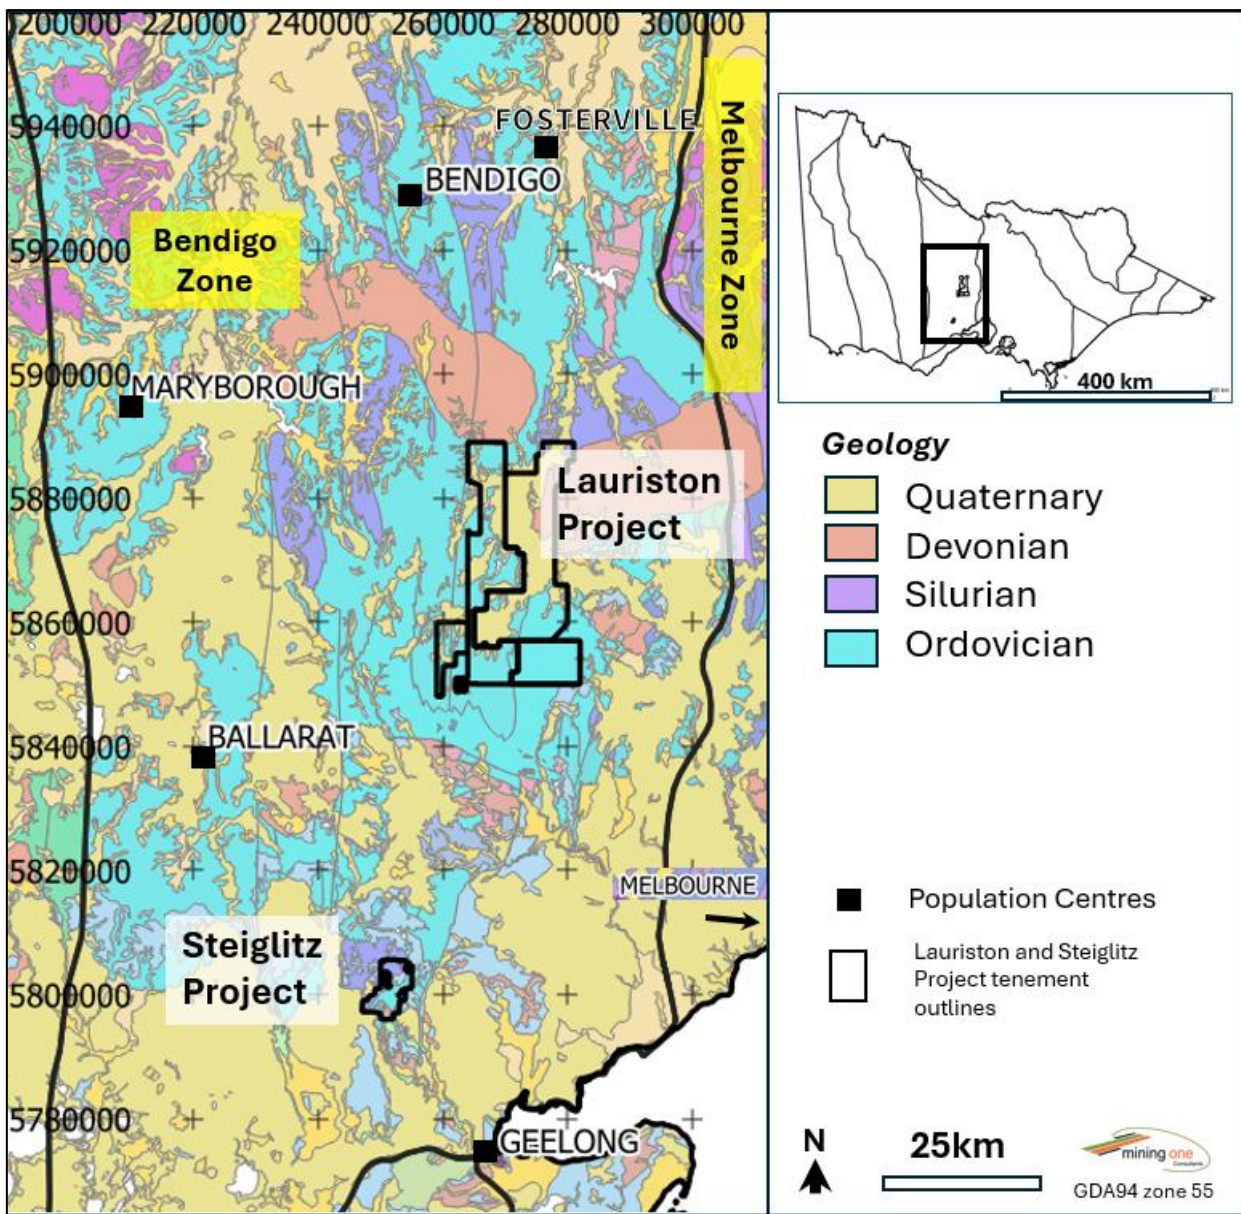 200000 220000 240000 260000 280000 300000
5940000
5920000
5900000
5880000
5860000
5840000
5820000
5800000
5780000
FOSTERVILLE
BENDIGO
Melbourne Zone
Bendigo
Zone
MARYBOROUGH
Lauriston
Project
BALLARAT
MELBOURNE
Steiglitz
Project
GEELONG
400 km
Geology
Quaternary
Devonian
Silurian
Ordovician
Population Centres
Lauriston and Steiglitz
Project tenement
outlines
N
25km
mining one
Consultants
GDA94 zone 55